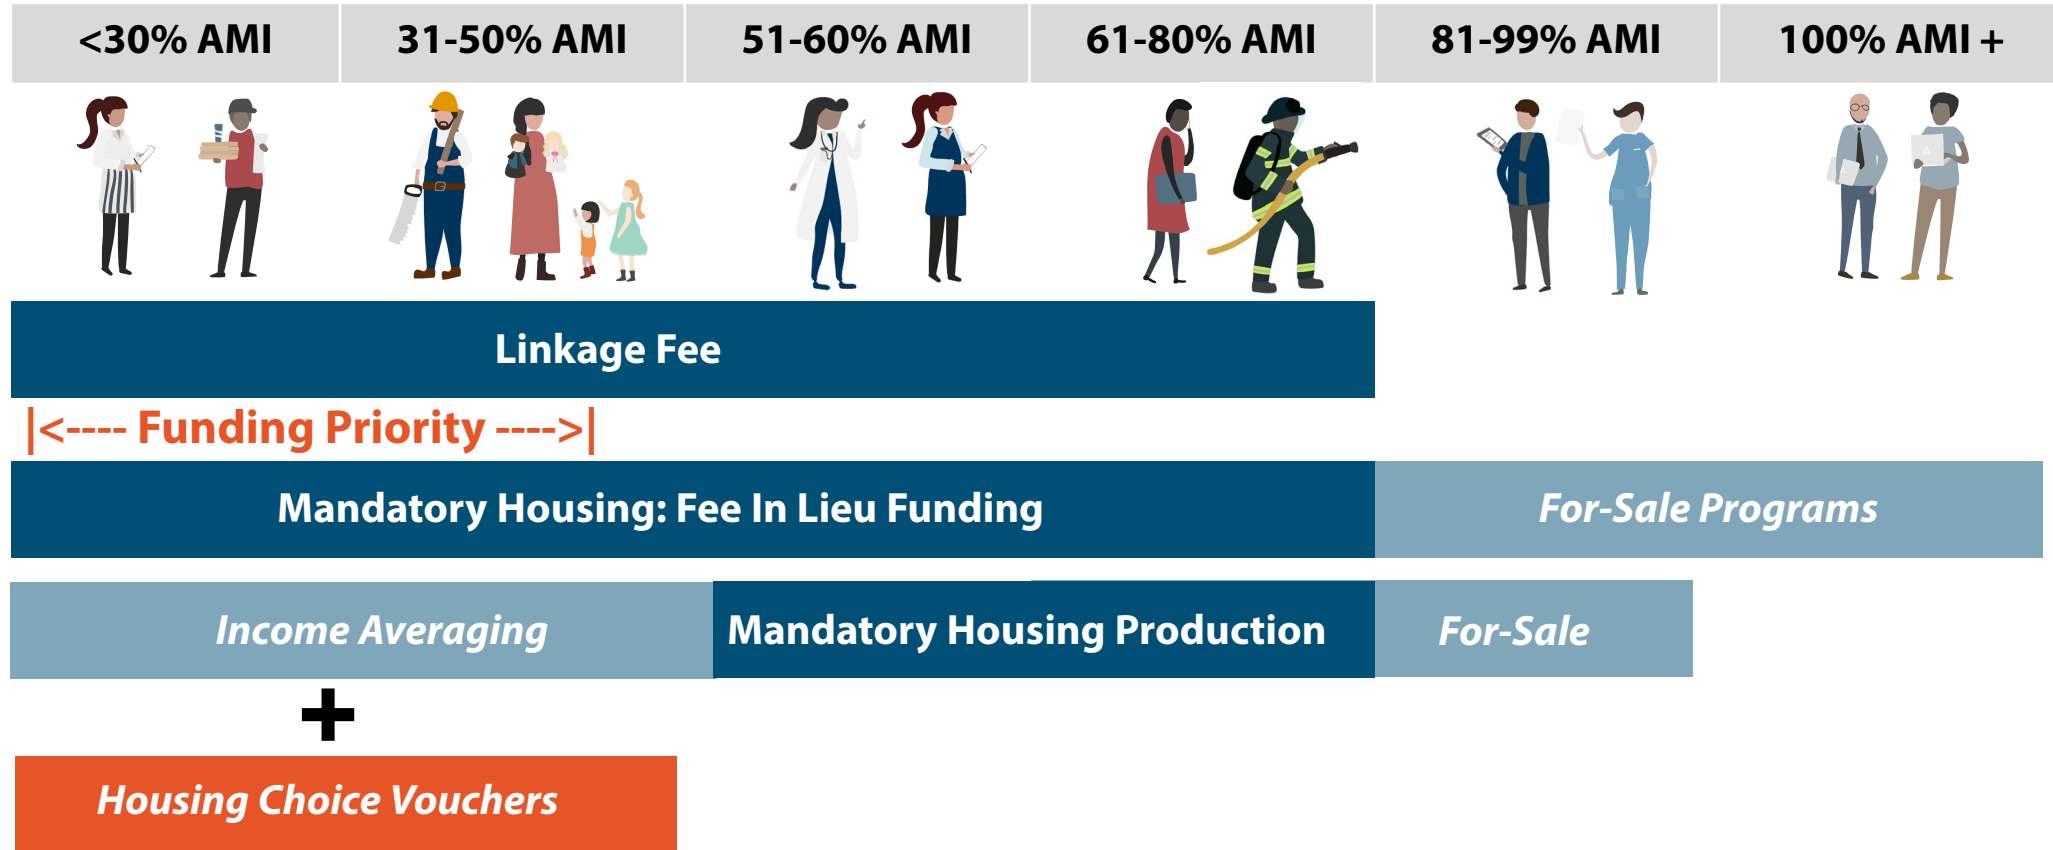 <30% AMI 31-50% AMI 51-60% AMI 61-80% AMI 81-99% AMI 100% AMI +
Linkage Fee
|<---- Funding Priority ---->|
Mandatory Housing: Fee In Lieu Funding For-Sale Programs
Income Averaging Mandatory Housing Production For-Sale
+
Housing Choice Vouchers